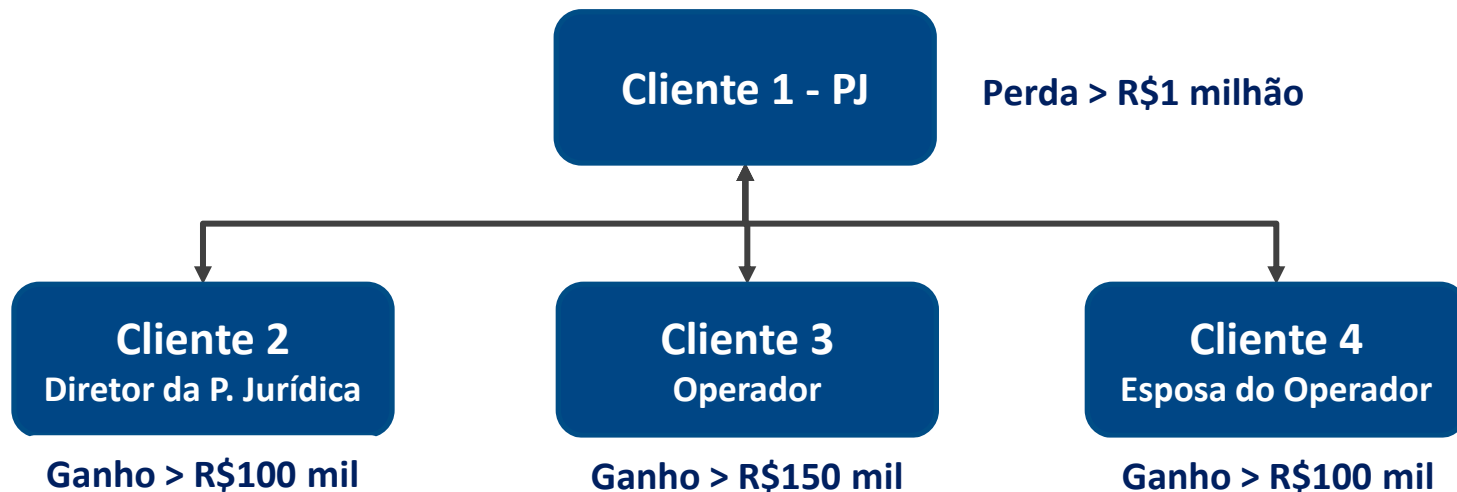 Cliente 1 - PJ
Perda > R$1 milhão
Cliente 2
Diretor da P. Jurídica
Cliente 3
Operador
Cliente 4
Esposa do Operador
Ganho > R$100 mil
Ganho > R$150 mil
Ganho > R$100 mil